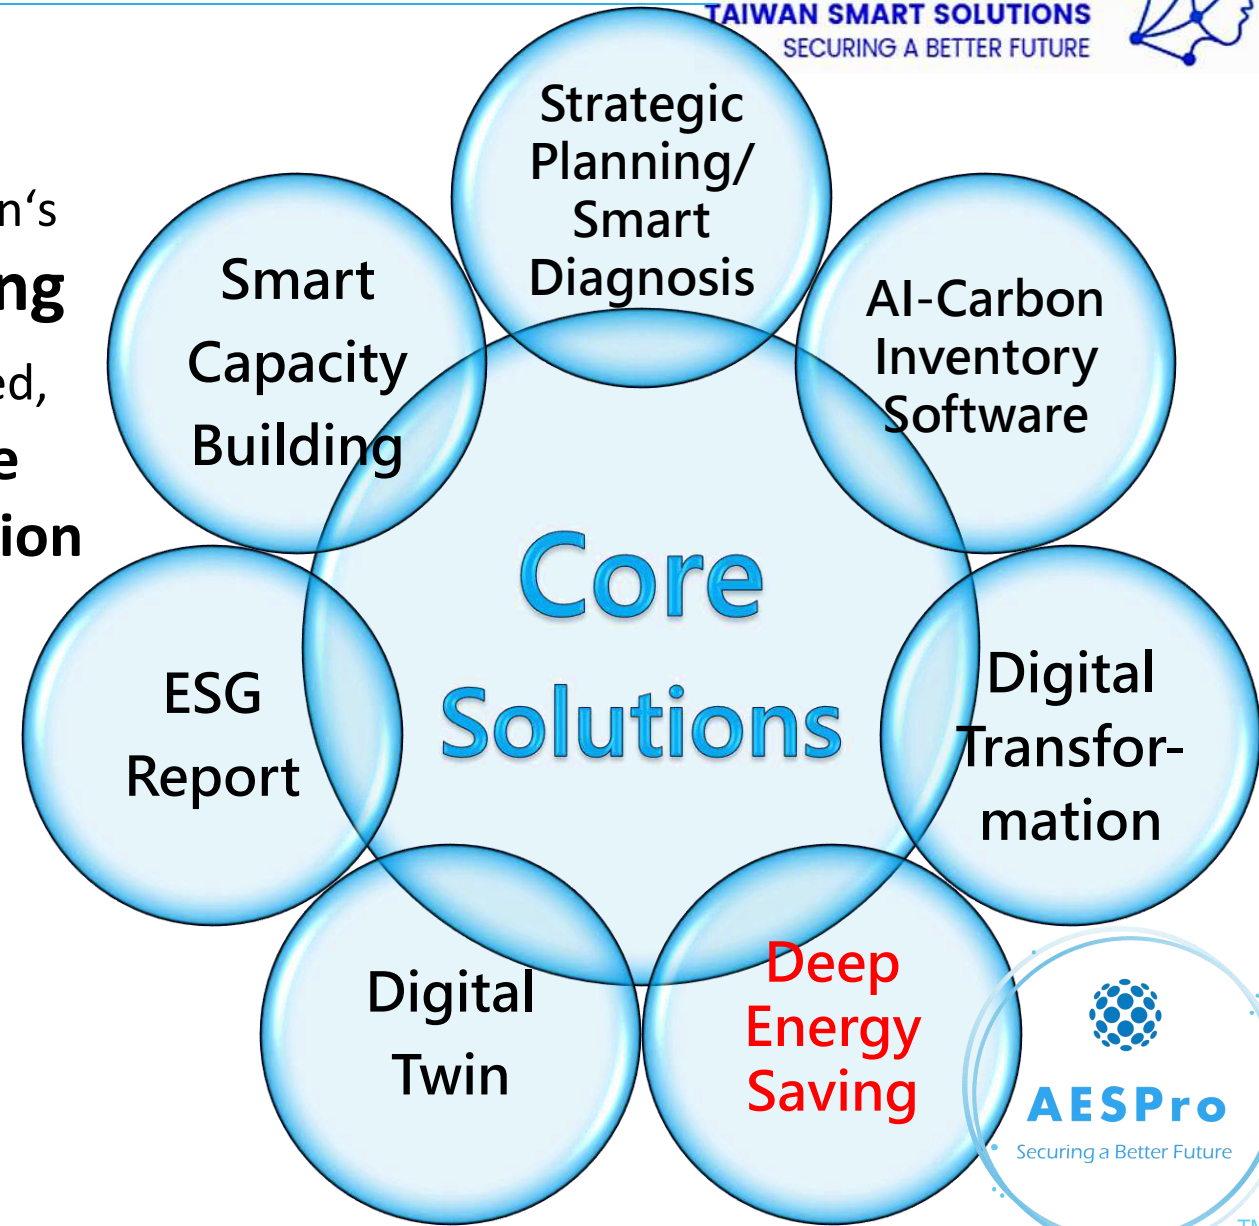 TAIWAN SMART SOLUTIONS
SECURING A BETTER FUTURE
Strategic
Planning/
Smart
Diagnosis
Smart
Capacity
Building
AI-Carbon
Inventory
Software
Core
Solutions
ESG
Report
Digital
Transfor-
mation
Digital
Twin
Deep
Energy
Saving
AESPro
Securing a Better Future